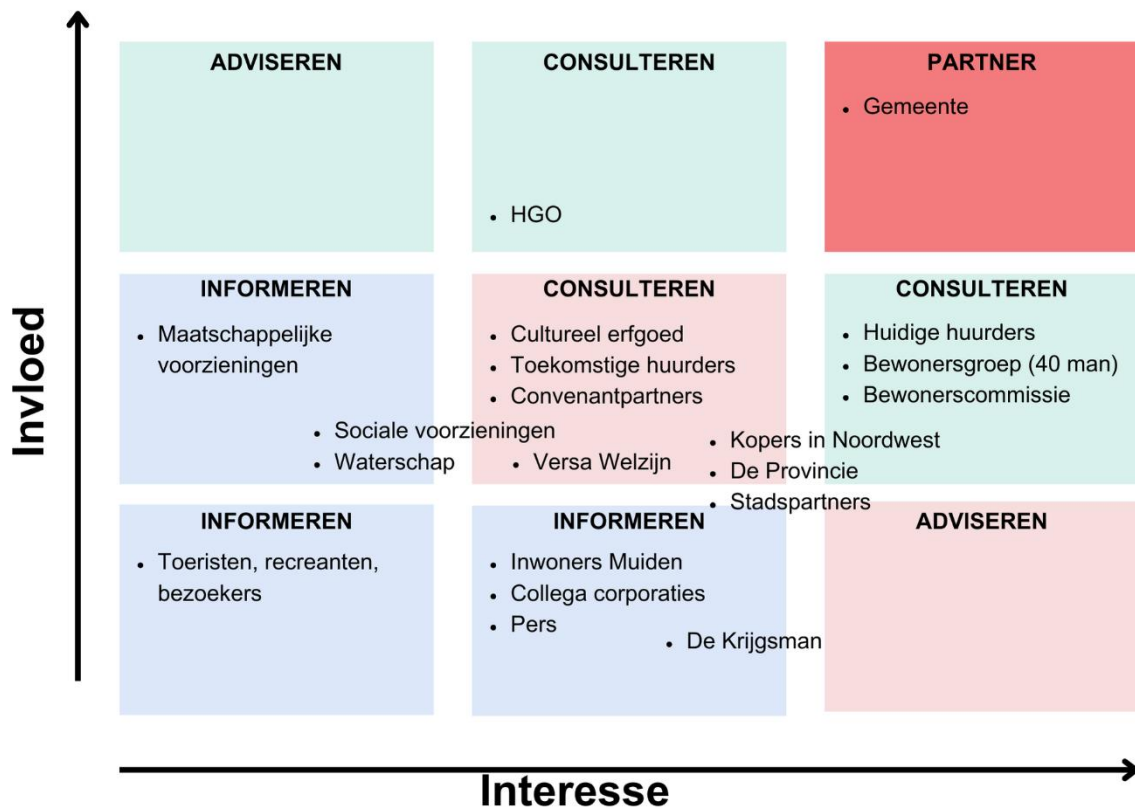 Invloed
ADVISEREN
CONSULTEREN
• HGO
PARTNER
• Gemeente
INFORMEREN
• Maatschappelijke
voorzieningen
• Sociale voorzieningen
• Waterschap
CONSULTEREN
• Cultureel erfgoed
• Toekomstige huurders
• Convenantpartners
• Versa Welzijn
• Kopers in Noordwest
• De Provincie
• Stadspartners
CONSULTEREN
• Huidige huurders
• Bewonersgroep (40 man)
• Bewonerscommissie
INFORMEREN
• Toeristen, recreanten,
bezoekers
INFORMEREN
• Inwoners Muiden
• Collega corporaties
• Pers
• De Krijgsman
ADVISEREN
Interesse